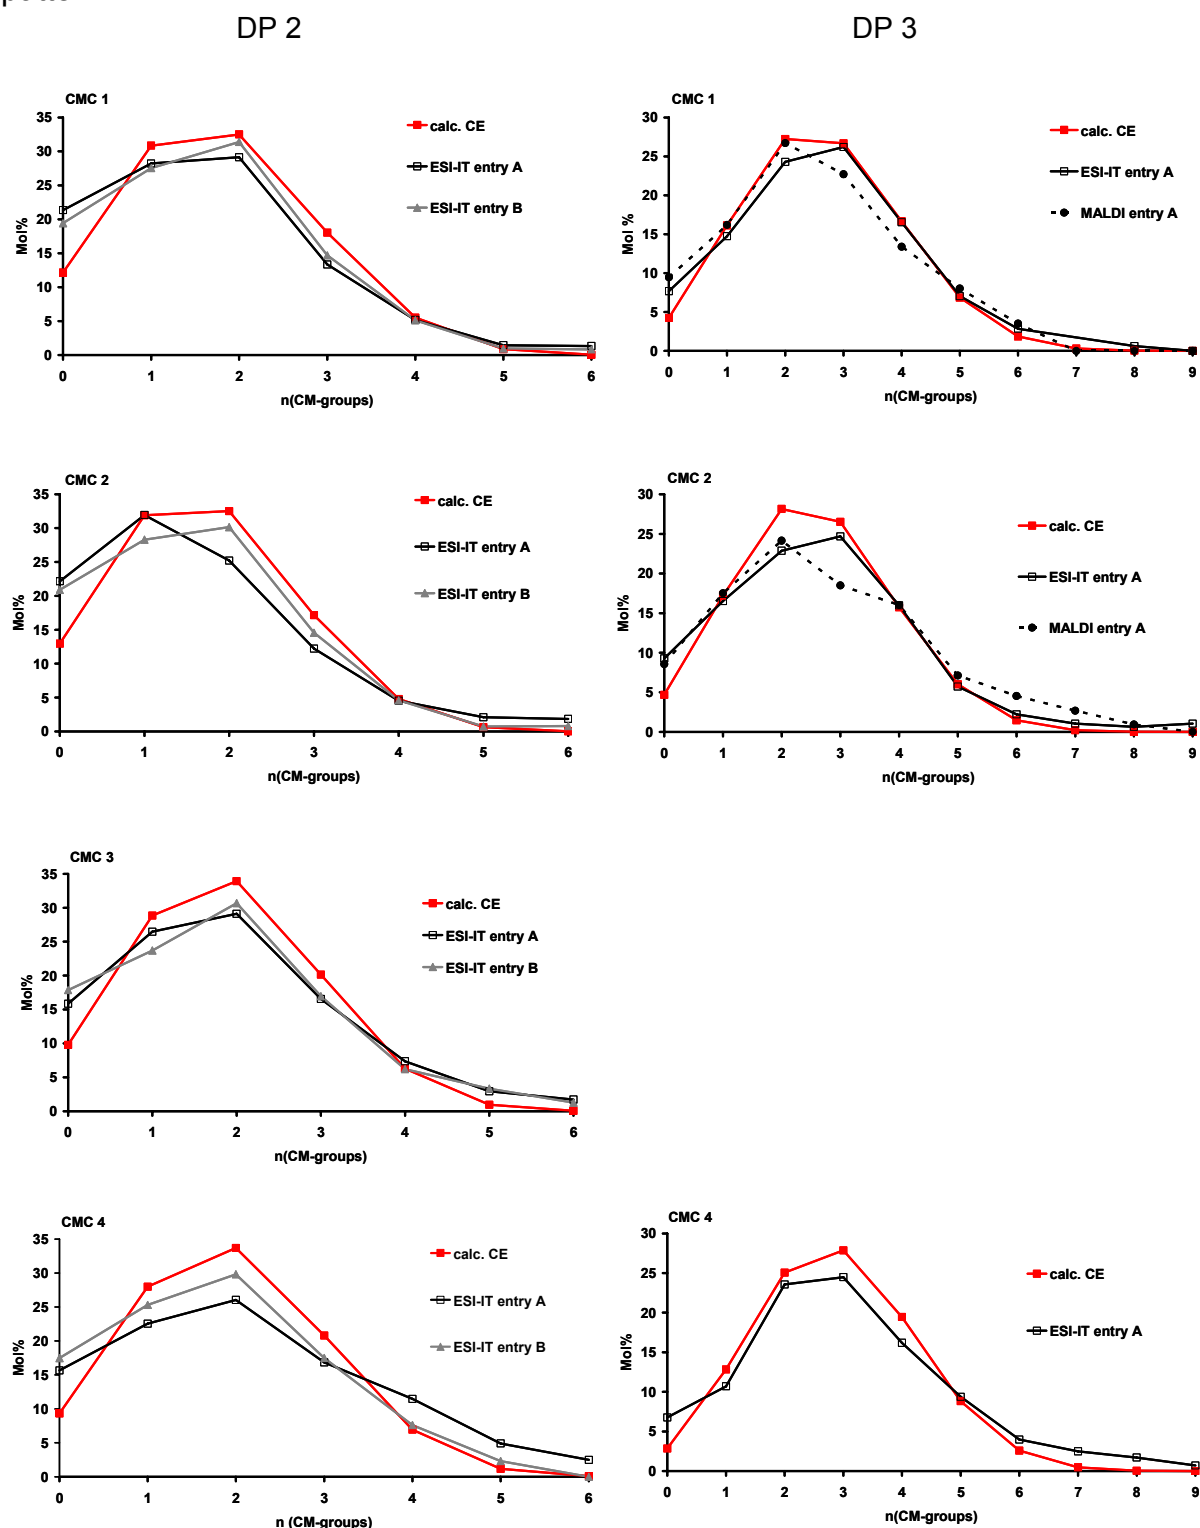 DP 2
DP 3
CMC 1
calc. CE
ESI-IT entry A
ESI-IT entry B
Mol%
35
30
25
20
15
10
5
0
0 1 2 3 4 5 6
n(CM-groups)
CMC 1
calc. CE
ESI-IT entry A
MALDI entry A
Mol %
30
25
20
15
10
5
0
0 1 2 3 4 5 6 7 8 9
n(CM-groups)
CMC 2
calc. CE
ESI-IT entry A
ESI-IT entry B
Mol%
35
30
25
20
15
10
5
0
0 1 2 3 4 5 6
n(CM-groups)
CMC 2
calc. CE
ESI-IT entry A
MALDI entry A
Mol%
30
25
20
15
10
5
0
0 1 2 3 4 5 6 7 8 9
n(CM-groups)
CMC 3
calc. CE
ESI-IT entry A
ESI-IT entry B
Mol%
35
30
25
20
15
10
5
0
0 1 2 3 4 5 6
n(CM-groups)
CMC 4
calc. CE
ESI-IT entry A
ESI-IT entry B
Mol%
35
30
25
20
15
10
5
0
0 1 2 3 4 5 6
n (CM-groups)
CMC 4
calc. CE
ESI-IT entry A
Mol%
30
25
20
15
10
5
0
0 1 2 3 4 5 6 7 8 9
n(CM-groups)